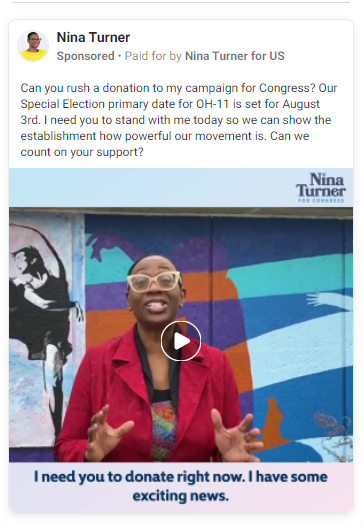 Nina Turner
Sponsored • Paid for by Nina Turner for US
Can you rush a donation to my campaign for Congress? Our
Special Election primary date for OH-11 is set for August
3rd. I need you to stand with me today so we can show the
establishment how powerful our movement is. Can we
count on your support?
Nina
Turner
FOR CONGRESS
I need you to donate right now. I have some
exciting news.